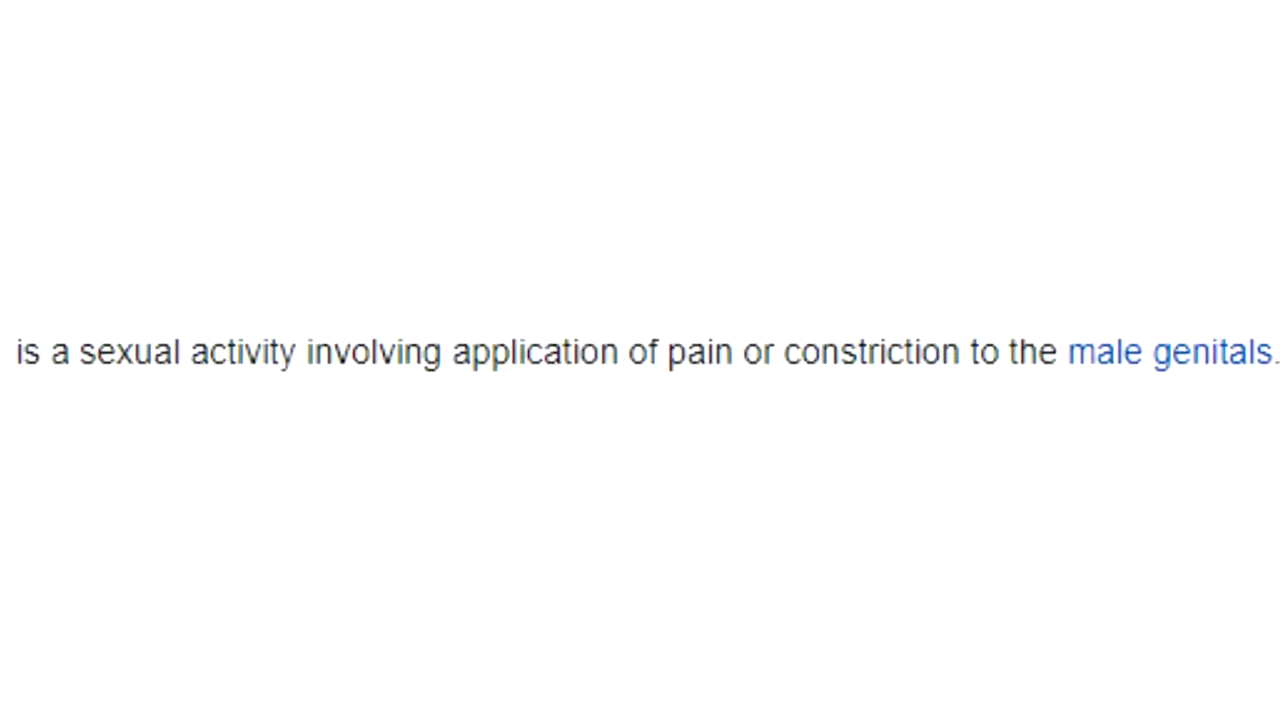 is a sexual activity involving application of pain or constriction to the male genitals.